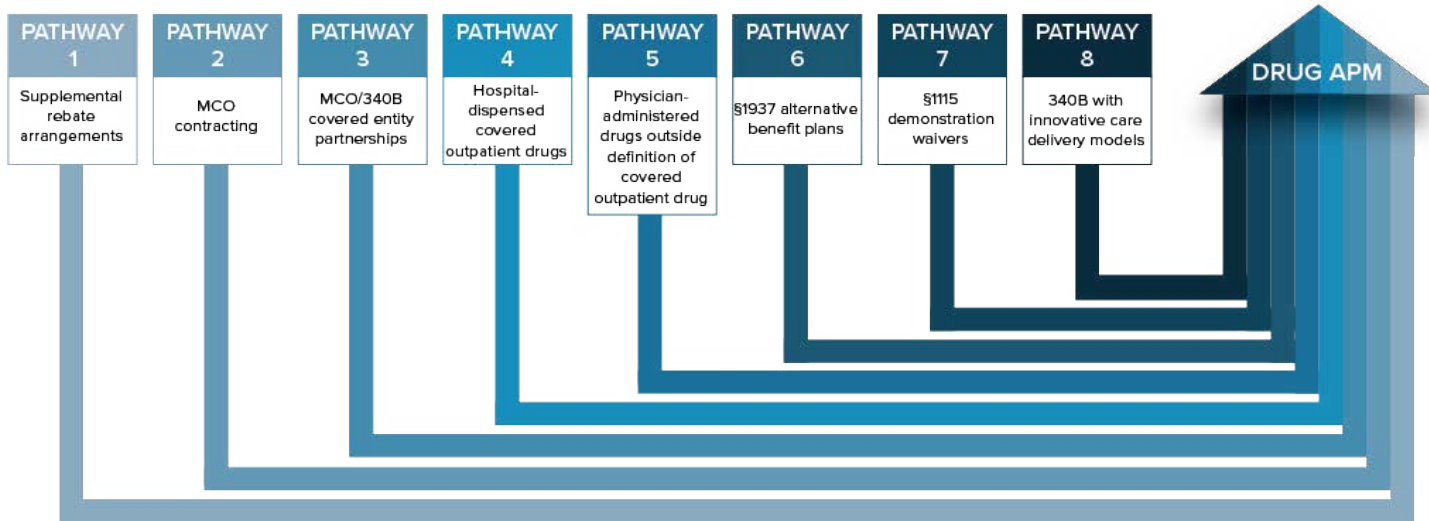 PATHWAY
1
Supplemental
rebate
arrangements
PATHWAY
2
MCO
contracting
PATHWAY
3
MCO/340B
covered entity
partnerships
PATHWAY
4
Hospital-
dispensed
covered
outpatient drugs
PATHWAY
5
Physician-
administered
drugs outside
definition of
covered
outpatient drug
PATHWAY
6
§1937 alternative
benefit plans
PATHWAY
7
§1115
demonstration
waivers
PATHWAY
8
340B with
innovative care
delivery models
DRUG APM